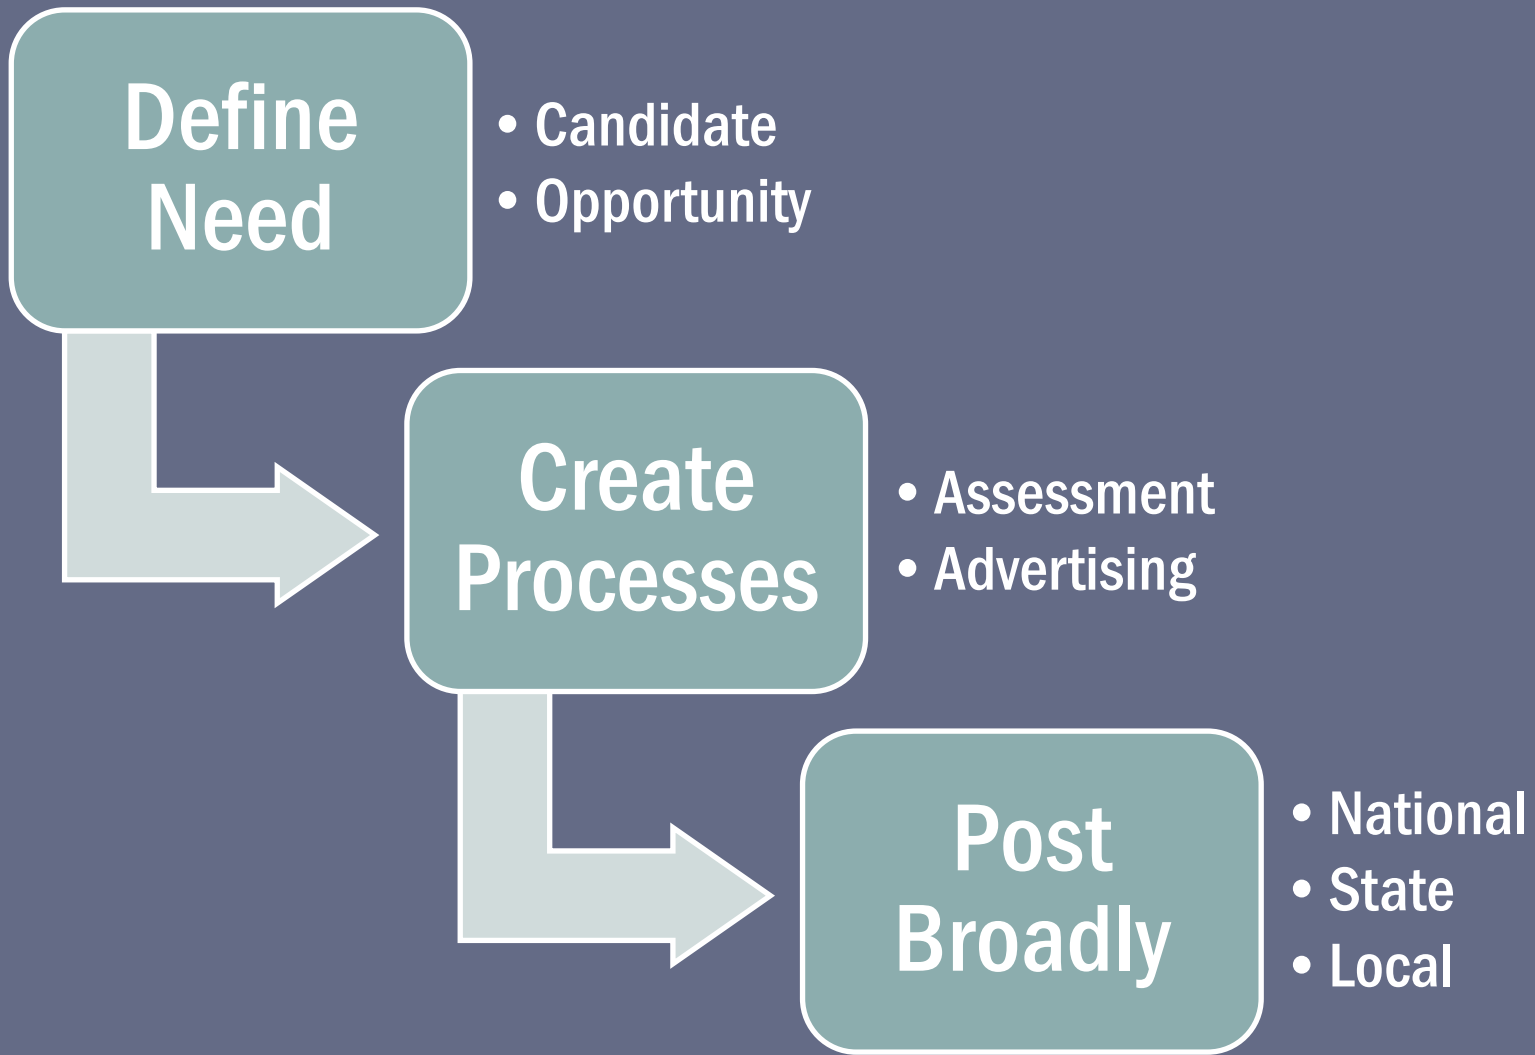 Define
Need
• Candidate
• Opportunity
Create
Processes
• Assessment
• Advertising
Post
Broadly
• National
• State
• Local